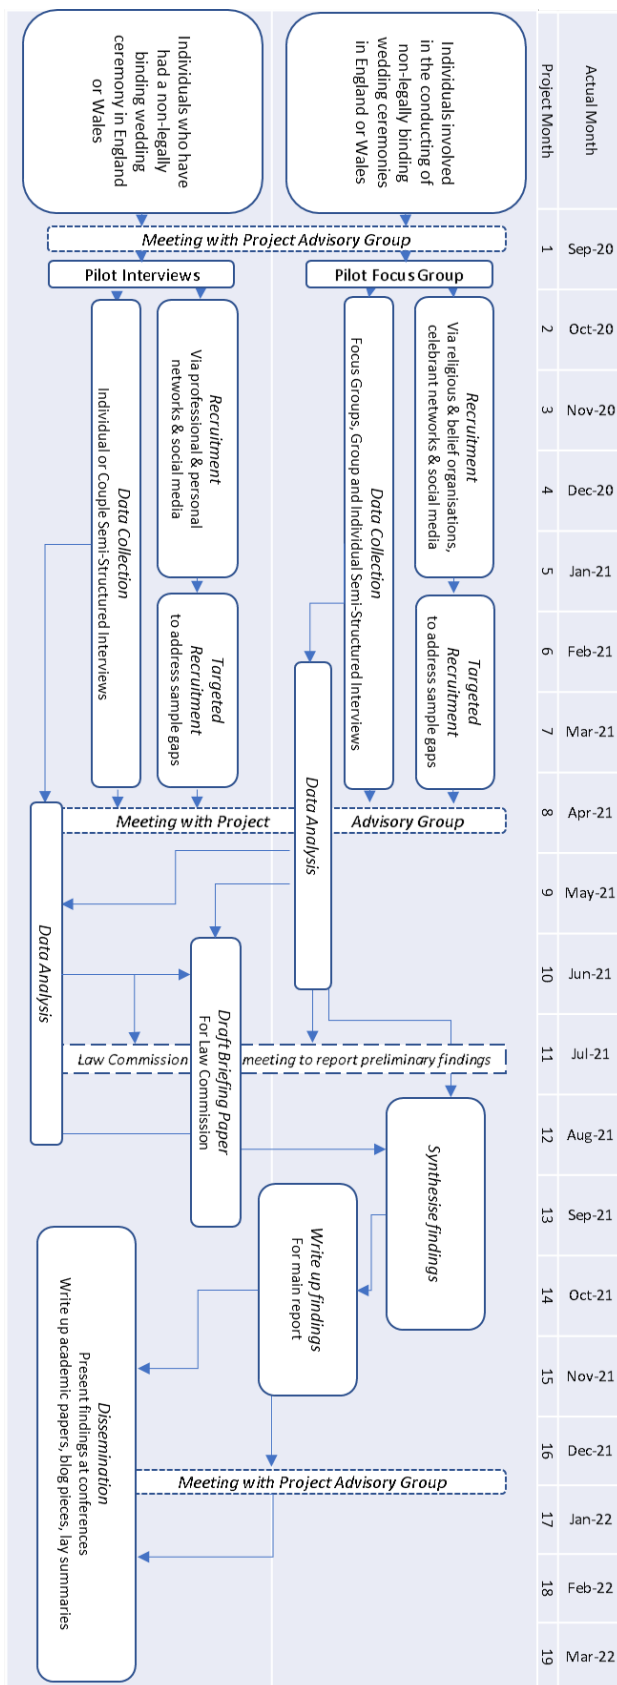 Actual Month
Sep-20
Oct-20
Nov-20
Dec-20
Jan-21
Feb-21
Mar-21
Apr-21
May-21
Jun-21
Jul-21
Aug-21
Sep-21
Oct-21
Nov-21
Dec-21
Jan-22
Feb-22
Mar-22
Project Month
1
2
3
4
5
6
7
8
9
10
11
12
13
14
15
16
17
18
19
Individuals involved
in the conducting of
non-legally binding
wedding ceremonies
in England or Wales
Individuals who have
had a non-legally
binding wedding
ceremony in England
or Wales
Meeting with Project Advisory Group
Pilot Focus Group
Pilot Interviews
Recruitment
Via religious & belief organisations,
celebrant networks & social media
Targeted
Recruitment
to address sample gaps
Data Collection
Focus Groups, Group and Individual Semi-Structured Interviews
Recruitment
Via professional & personal
networks & social media
Targeted
Recruitment
to address sample gaps
Data Collection
Individual or Couple Semi-Structured Interviews
Meeting with Project Advisory Group
Data Analysis
Data Analysis
Draft Briefing Paper
For Law Commission
Law Commission meeting to report preliminary findings
Synthesise findings
Write up findings
For main report
Meeting with Project Advisory Group
Dissemination
Present findings at conferences
Write up academic papers, blog pieces, lay summaries